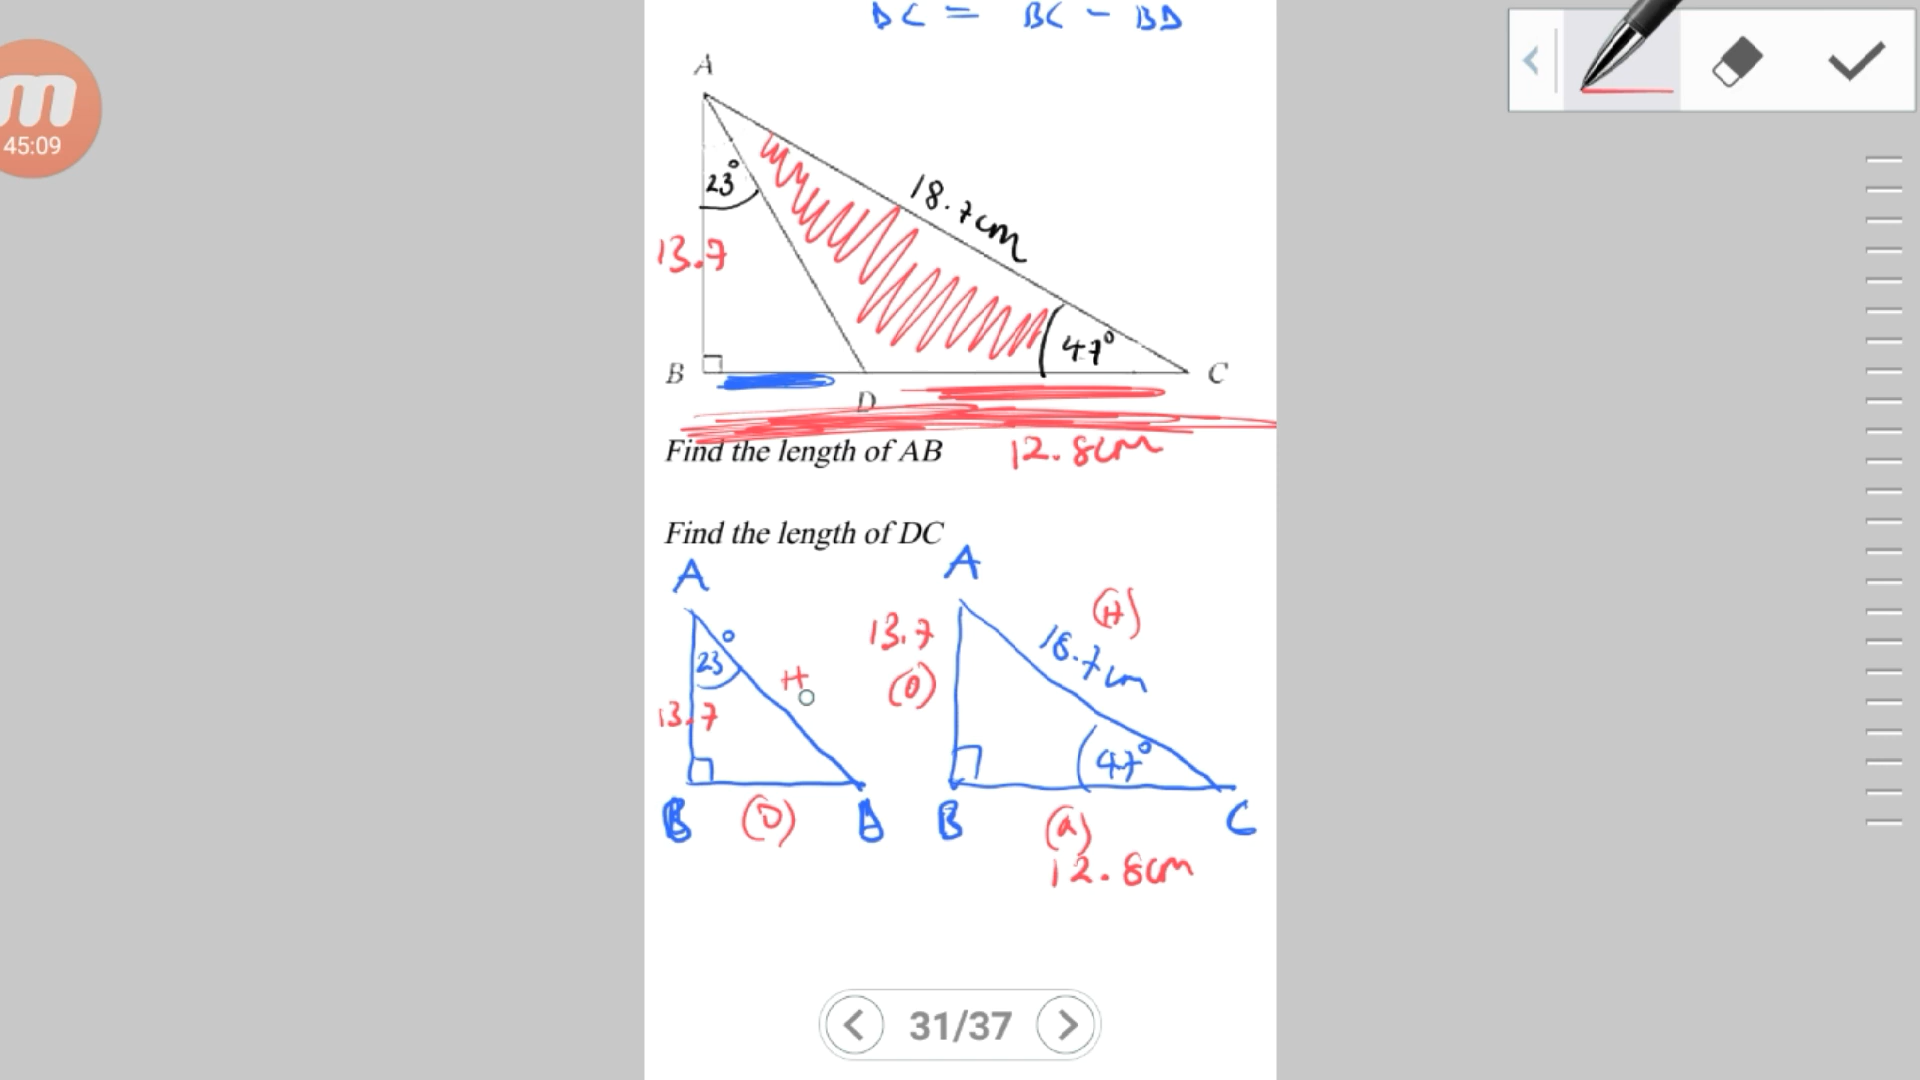 DC = BC - BD
m
45:09
A
23°
18.7cm
13.7
47°
B
C
D
Find the length of AB
12.8cm
Find the length of DC
A
A
(H)
13.7
18.7cm
23°
H
(O)
13.7
47°
B
(O)
D
B
(a)
C
12.8cm
31/37